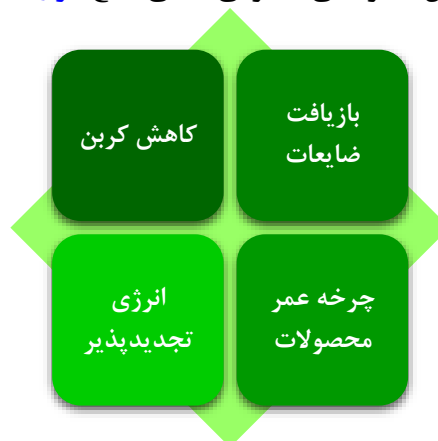 بازیافت
ضایعات
کاهش کربن
چرخه عمر
محصولات
انرژی
تجدیدپذیر